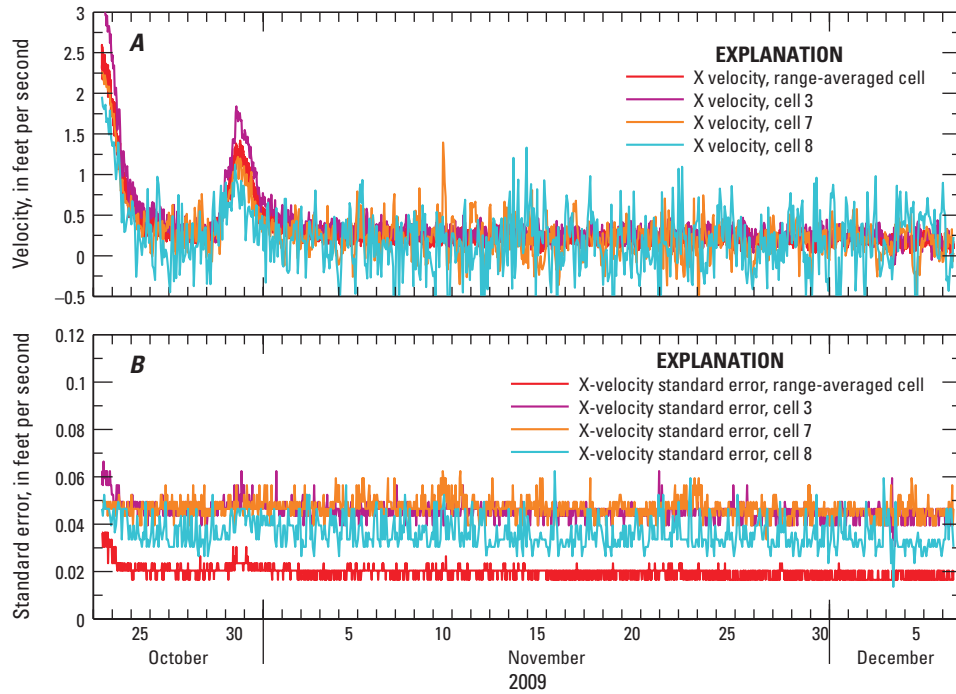 A
EXPLANATION
X velocity, range-averaged cell
X velocity, cell 3
X velocity, cell 7
X velocity, cell 8
Velocity, in feet per second
3
2.5
2
1.5
1
0.5
0
−0.5
B
EXPLANATION
X-velocity standard error, range-averaged cell
X-velocity standard error, cell 3
X-velocity standard error, cell 7
X-velocity standard error, cell 8
Standard error, in feet per second
0.12
0.1
0.08
0.06
0.04
0.02
0
25 30 5 10 15 20 25 30 5
October November December
2009